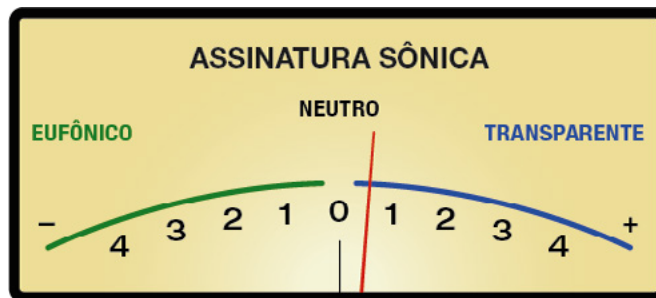 ASSINATURA SÔNICA
NEUTRO
EUFÔNICO TRANSPARENTE
– 4 3 2 1 0 1 2 3 4 +